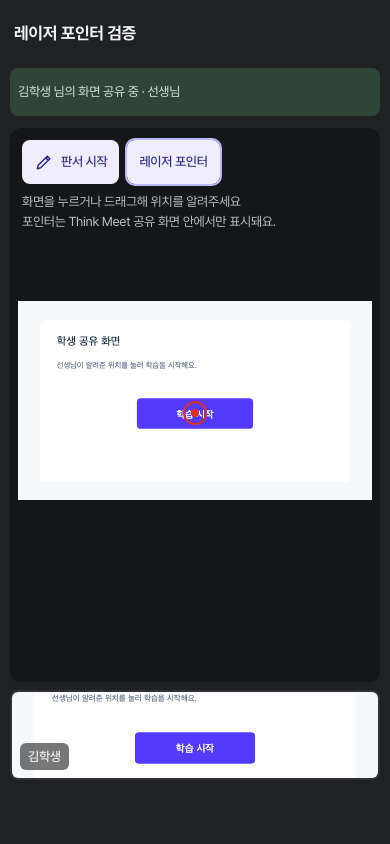 레이저 포인터 검증
김학생 님의 화면 공유 중 · 선생님
판서 시작
레이저 포인터
화면을 누르거나 드래그해 위치를 알려주세요
포인터는 Think Meet 공유 화면 안에서만 표시돼요.
학생 공유 화면
선생님이 알려준 위치를 눌러 학습을 시작해요.
학습 시작
선생님이 알려준 위치를 눌러 학습을 시작해요.
학습 시작
김학생